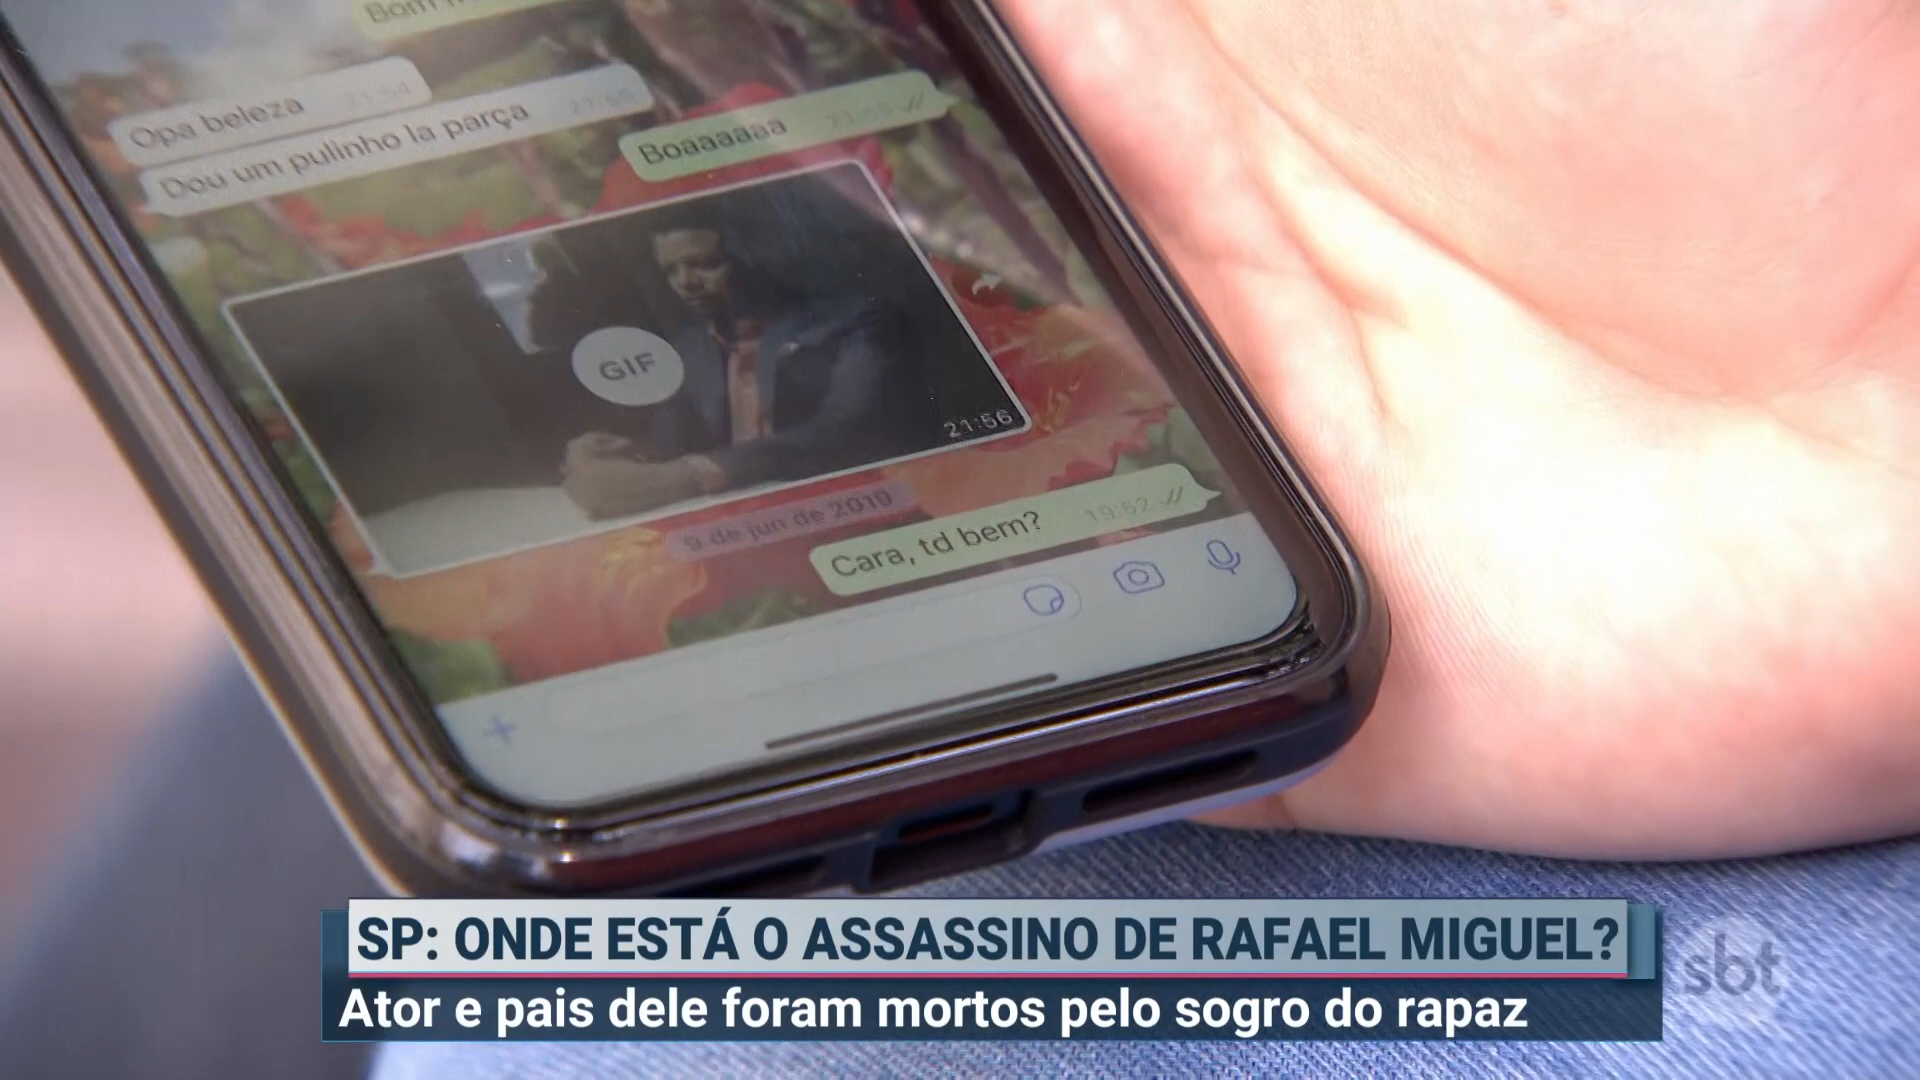 Opa beleza 21:54
Dou um pulinho la parça
Boaaaaaa 21:55
GIF
21:56
9 de jun de 2019
Cara, td bem? 19:52
SP: ONDE ESTÁ O ASSASSINO DE RAFAEL MIGUEL?
sbt
Ator e pais dele foram mortos pelo sogro do rapaz